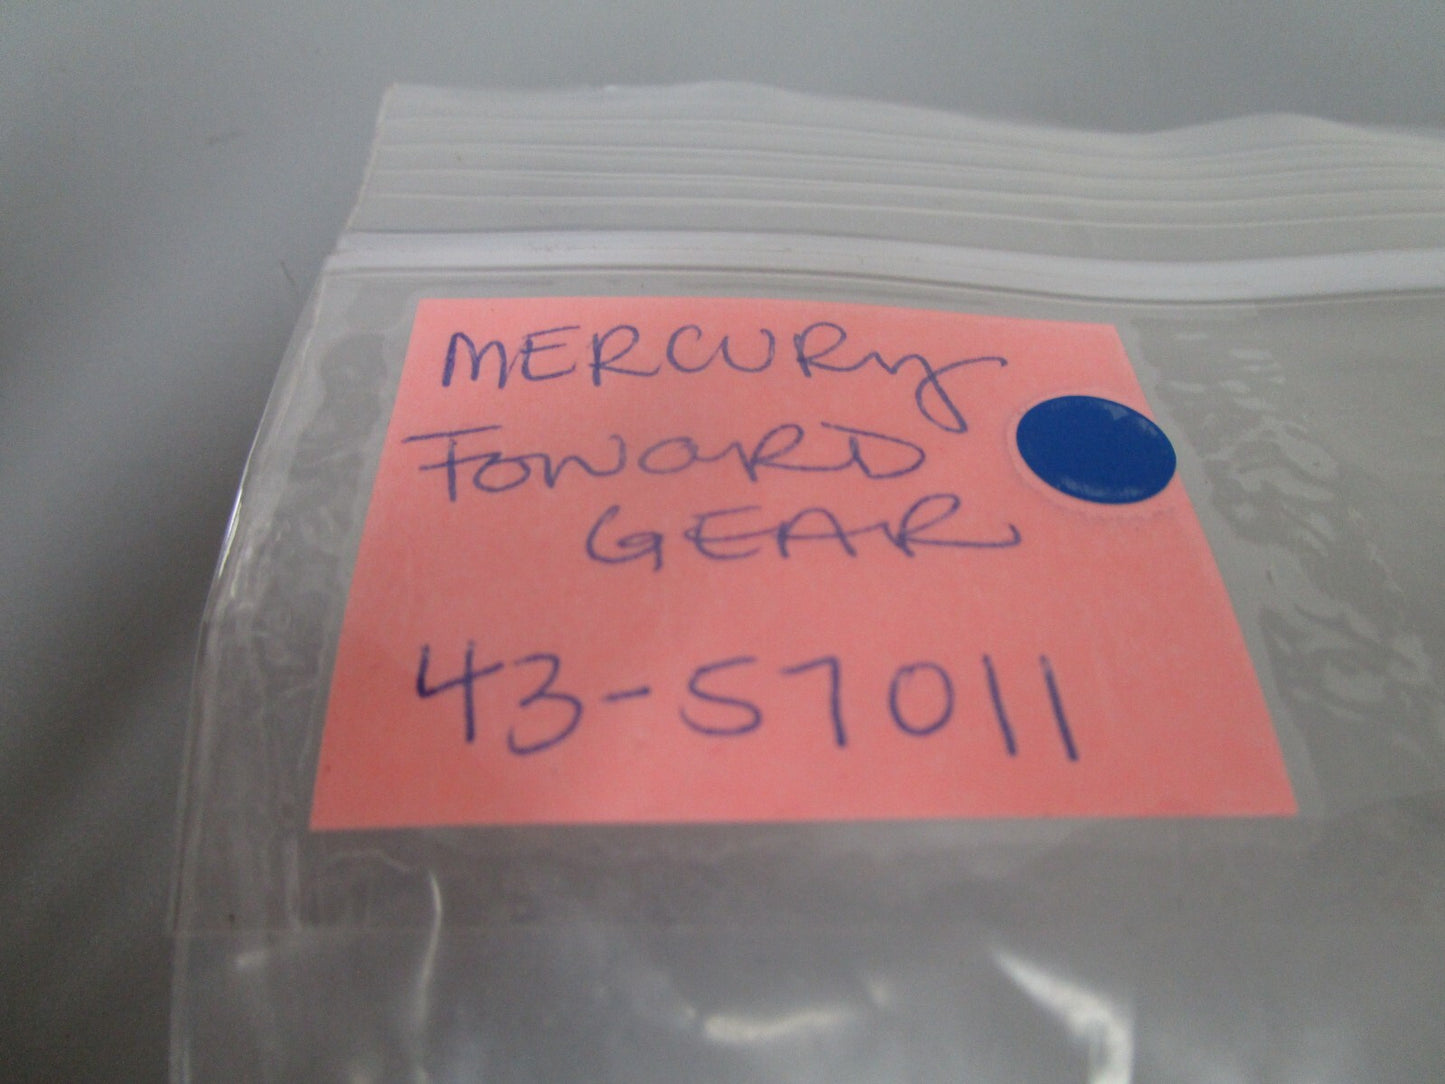 MERCURY
FOWARD
GEAR
43-57011